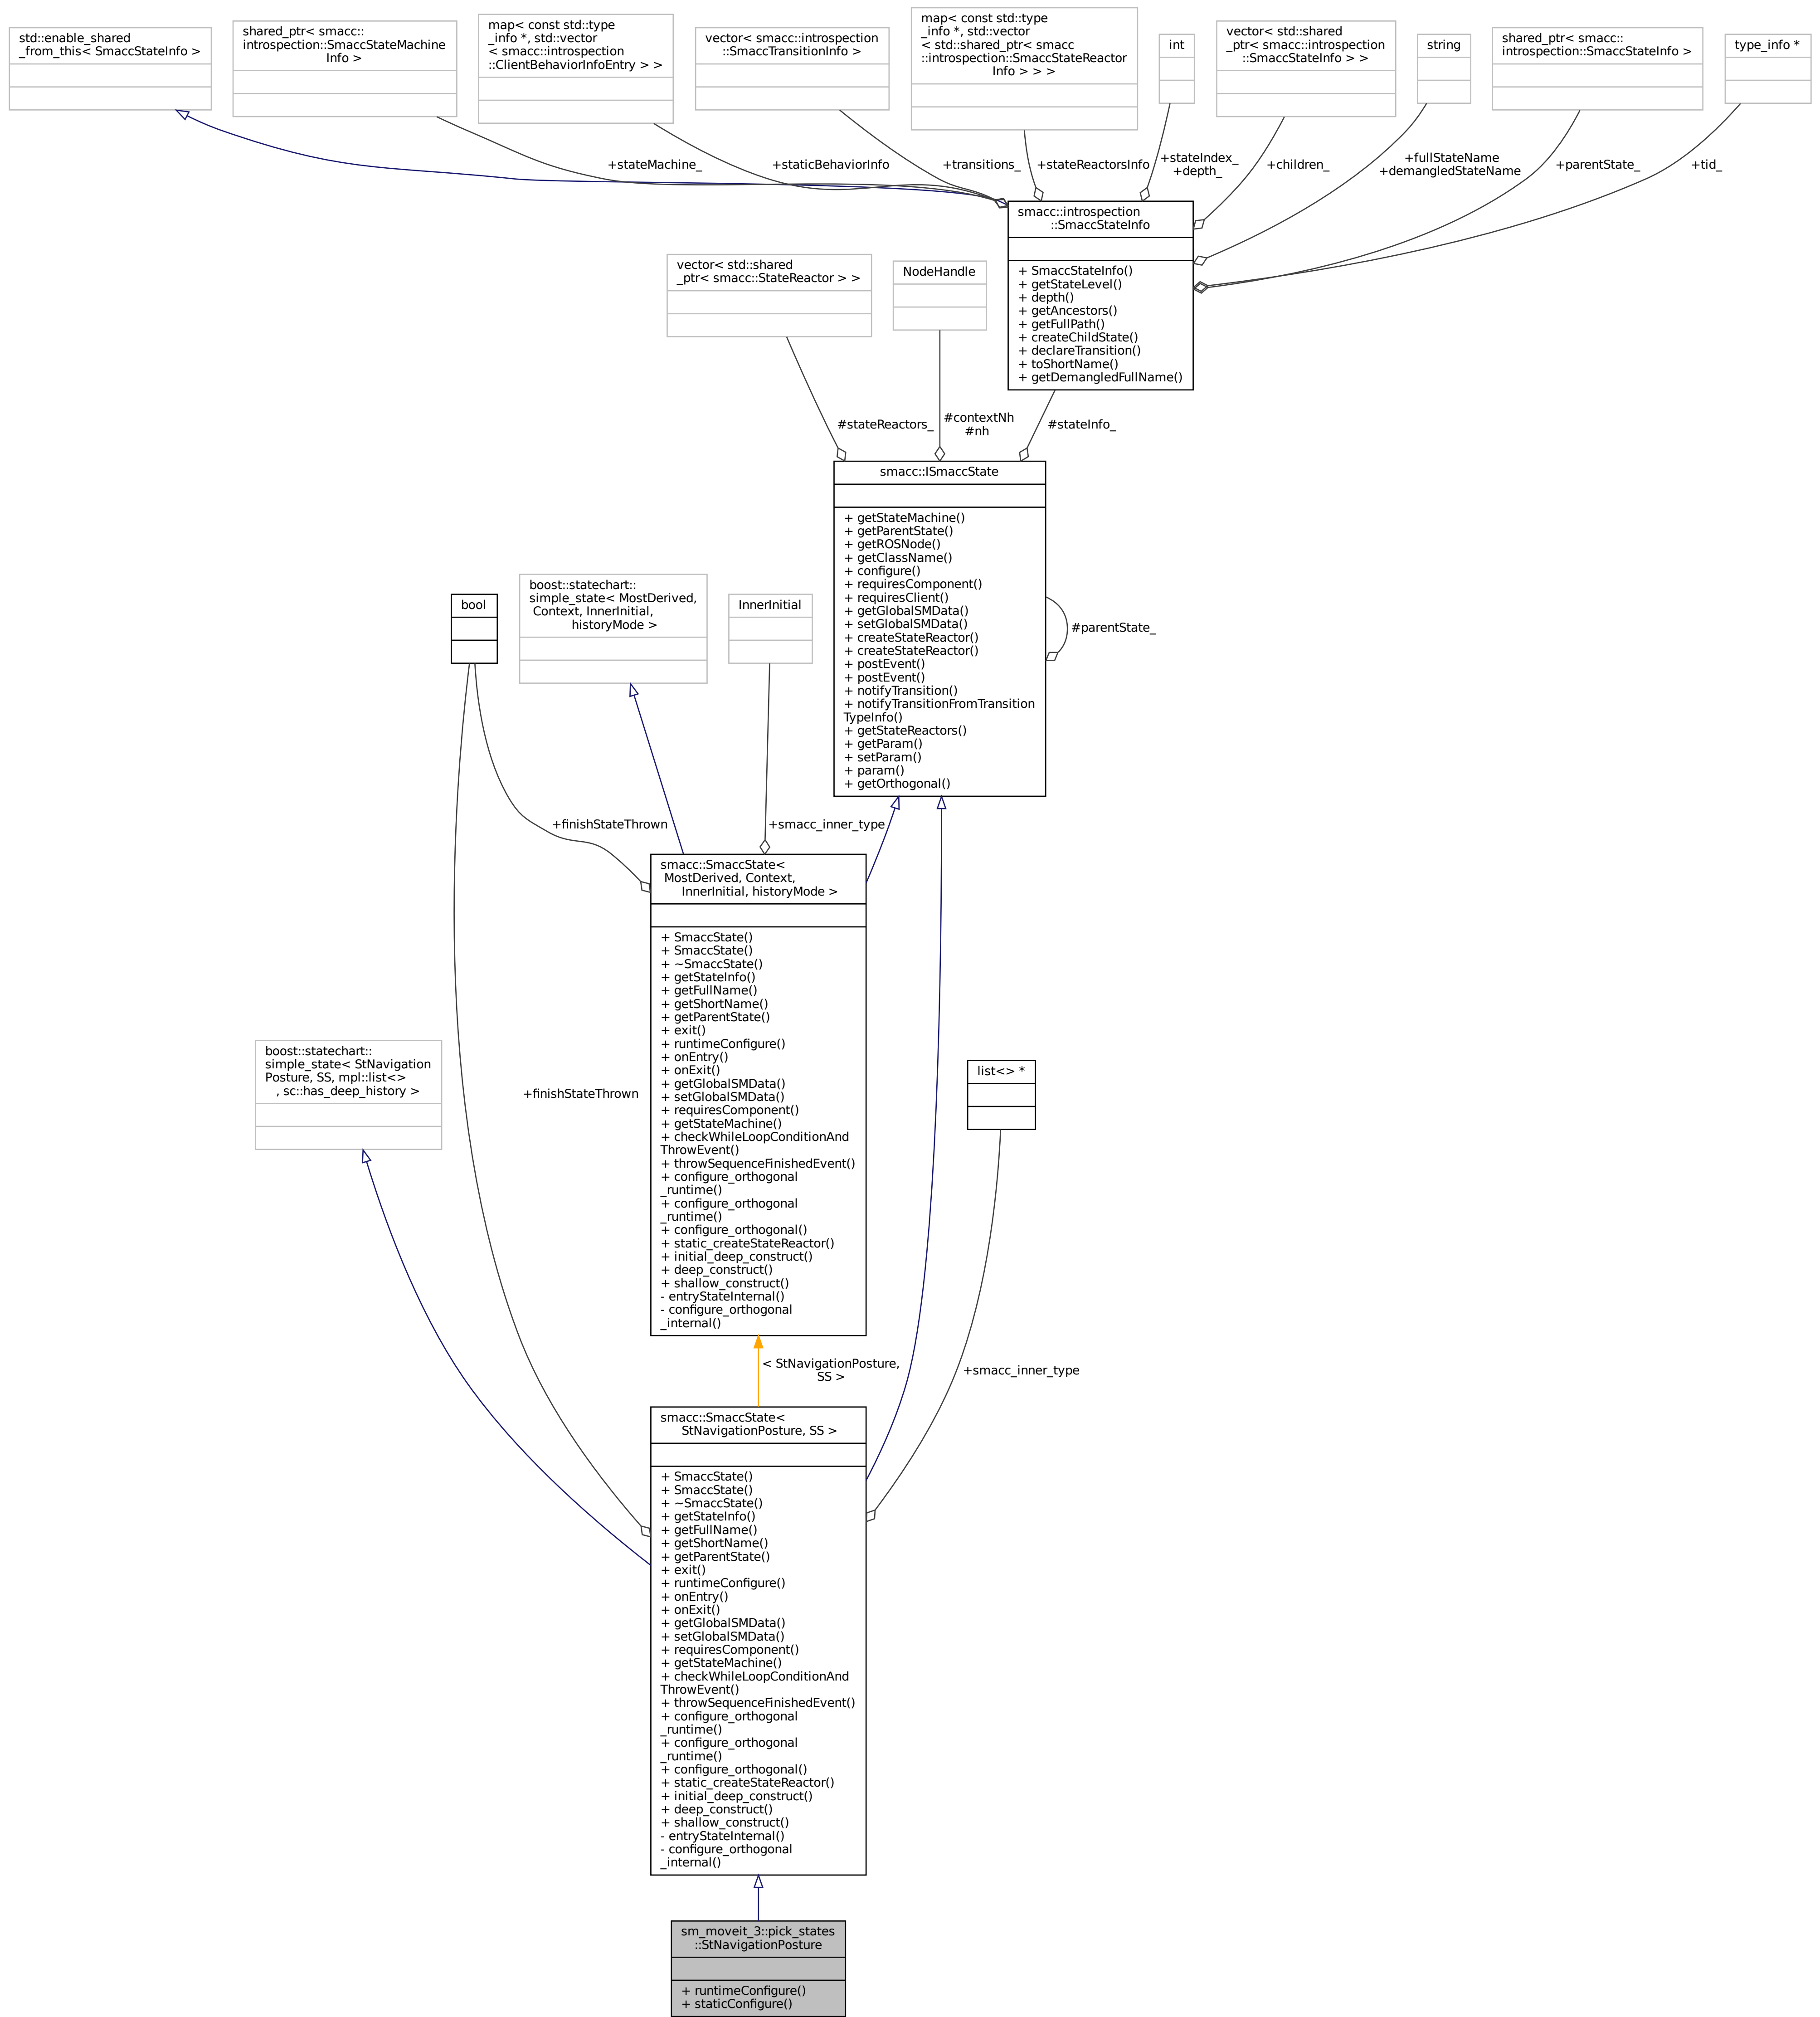 std::enable_shared
_from_this< SmaccStateInfo >
shared_ptr< smacc::
introspection::SmaccStateMachine
Info >
map< const std::type
_info *, std::vector
< smacc::introspection
::ClientBehaviorInfoEntry > >
vector< smacc::introspection
::SmaccTransitionInfo >
map< const std::type
_info *, std::vector
< std::shared_ptr< smacc
::introspection::SmaccStateReactor
Info > > >
int
vector< std::shared
_ptr< smacc::introspection
::SmaccStateInfo > >
string
shared_ptr< smacc::
introspection::SmaccStateInfo >
type_info *
+stateMachine_
+staticBehaviorInfo
+transitions_
+stateReactorsInfo
+stateIndex_
+depth_
+children_
+fullStateName
+demangledStateName
+parentState_
+tid_
smacc::introspection
::SmaccStateInfo
+ SmaccStateInfo()
+ getStateLevel()
+ depth()
+ getAncestors()
+ getFullPath()
+ createChildState()
+ declareTransition()
+ toShortName()
+ getDemangledFullName()
vector< std::shared
_ptr< smacc::StateReactor > >
NodeHandle
#stateReactors_
#contextNh
#nh
#stateInfo_
smacc::ISmaccState
+ getStateMachine()
+ getParentState()
+ getROSNode()
+ getClassName()
+ configure()
+ requiresComponent()
+ requiresClient()
+ getGlobalSMData()
+ setGlobalSMData()
+ createStateReactor()
+ createStateReactor()
+ postEvent()
+ postEvent()
+ notifyTransition()
+ notifyTransitionFromTransition
TypeInfo()
+ getStateReactors()
+ getParam()
+ setParam()
+ param()
+ getOrthogonal()
#parentState_
bool
boost::statechart::
simple_state< MostDerived,
Context, InnerInitial,
historyMode >
InnerInitial
+finishStateThrown
+smacc_inner_type
smacc::SmaccState<
MostDerived, Context,
InnerInitial, historyMode >
+ SmaccState()
+ SmaccState()
+ ~SmaccState()
+ getStateInfo()
+ getFullName()
+ getShortName()
+ getParentState()
+ exit()
+ runtimeConfigure()
+ onEntry()
+ onExit()
+ getGlobalSMData()
+ setGlobalSMData()
+ requiresComponent()
+ getStateMachine()
+ checkWhileLoopConditionAnd
ThrowEvent()
+ throwSequenceFinishedEvent()
+ configure_orthogonal
_runtime()
+ configure_orthogonal
_runtime()
+ configure_orthogonal()
+ static_createStateReactor()
+ initial_deep_construct()
+ deep_construct()
+ shallow_construct()
- entryStateInternal()
- configure_orthogonal
_internal()
boost::statechart::
simple_state< StNavigation
Posture, SS, mpl::list<>
, sc::has_deep_history >
+finishStateThrown
list<> *
< StNavigationPosture,
SS >
+smacc_inner_type
smacc::SmaccState<
StNavigationPosture, SS >
+ SmaccState()
+ SmaccState()
+ ~SmaccState()
+ getStateInfo()
+ getFullName()
+ getShortName()
+ getParentState()
+ exit()
+ runtimeConfigure()
+ onEntry()
+ onExit()
+ getGlobalSMData()
+ setGlobalSMData()
+ requiresComponent()
+ getStateMachine()
+ checkWhileLoopConditionAnd
ThrowEvent()
+ throwSequenceFinishedEvent()
+ configure_orthogonal
_runtime()
+ configure_orthogonal
_runtime()
+ configure_orthogonal()
+ static_createStateReactor()
+ initial_deep_construct()
+ deep_construct()
+ shallow_construct()
- entryStateInternal()
- configure_orthogonal
_internal()
sm_moveit_3::pick_states
::StNavigationPosture
+ runtimeConfigure()
+ staticConfigure()